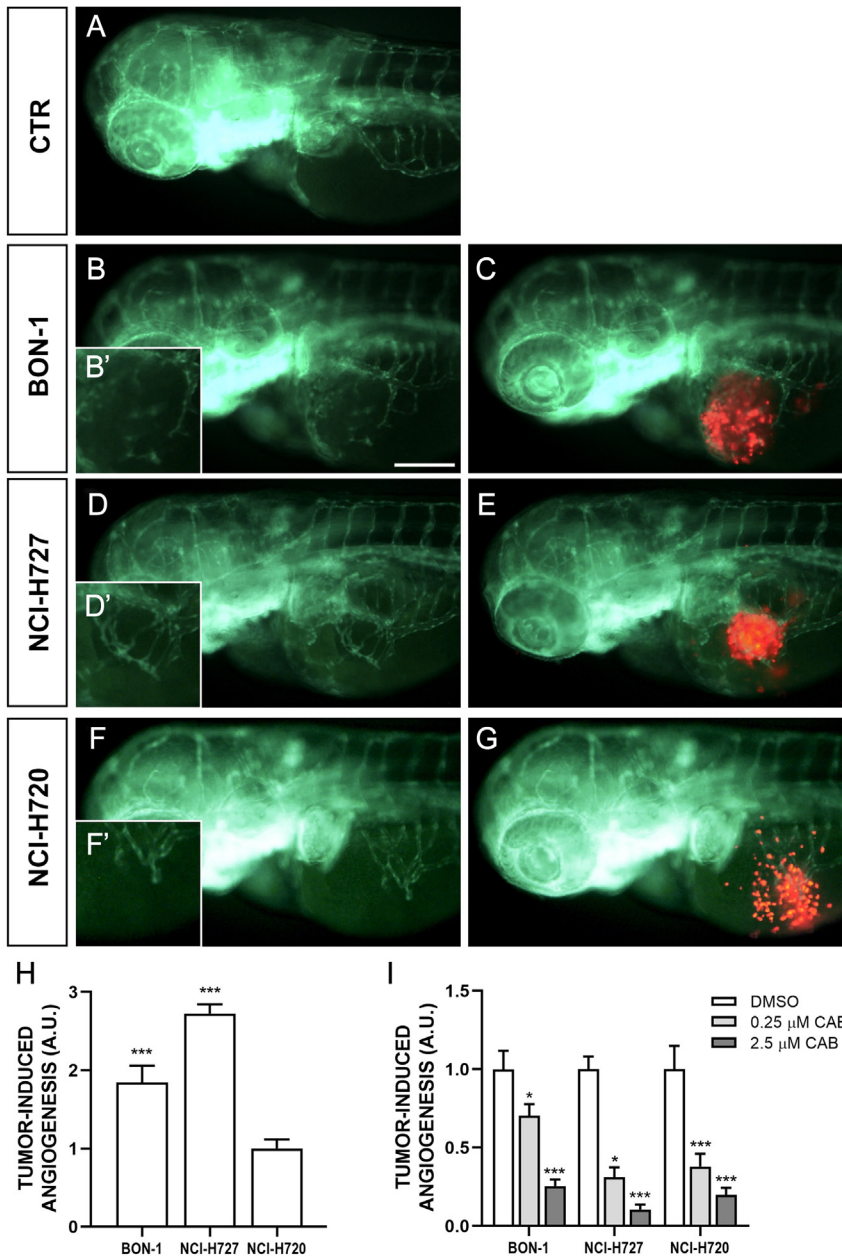 CTR
A
BON-1
B
B'
C
NCI-H727
D
D'
E
NCI-H720
F
F'
G
H
TUMOR-INDUCED
ANGIOGENESIS (A.U.)
3
2
1
0
***
***
BON-1 NCI-H727 NCI-H720
I
TUMOR-INDUCED
ANGIOGENESIS (A.U.)
1.5
1.0
0.5
0.0
*
***
*
***
***
***
BON-1 NCI-H727 NCI-H720
DMSO
0.25 μM CAB
2.5 μM CAB